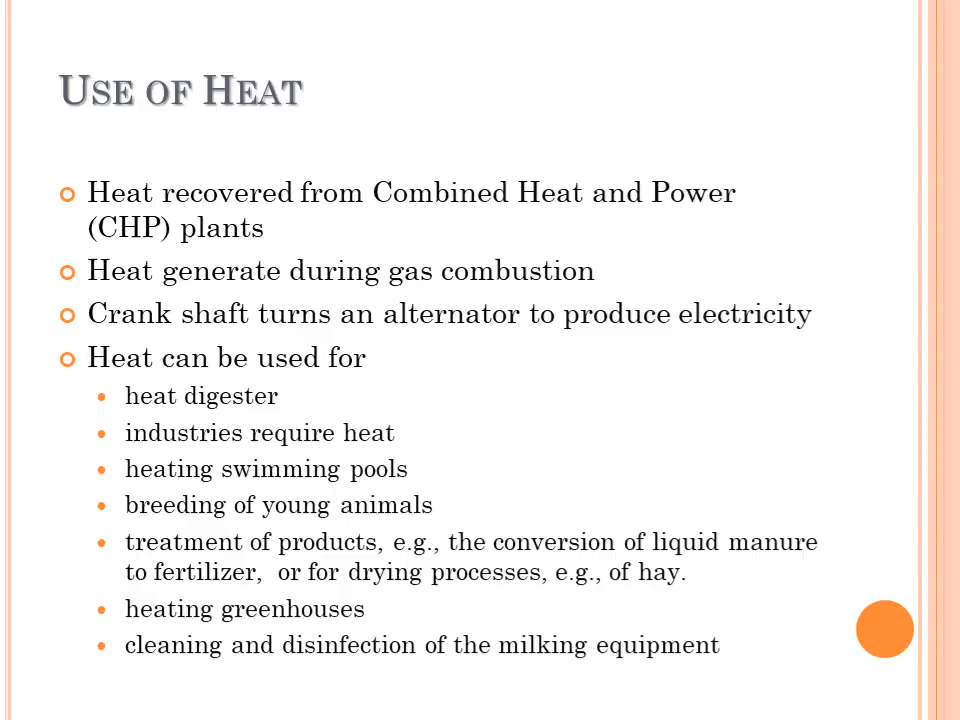 USE OF HEAT
Heat recovered from Combined Heat and Power
(CHP) plants
Heat generate during gas combustion
Crank shaft turns an alternator to produce electricity
Heat can be used for
heat digester
industries require heat
heating swimming pools
breeding of young animals
treatment of products, e.g., the conversion of liquid manure
to fertilizer,  or for drying processes, e.g., of hay.
heating greenhouses
cleaning and disinfection of the milking equipment